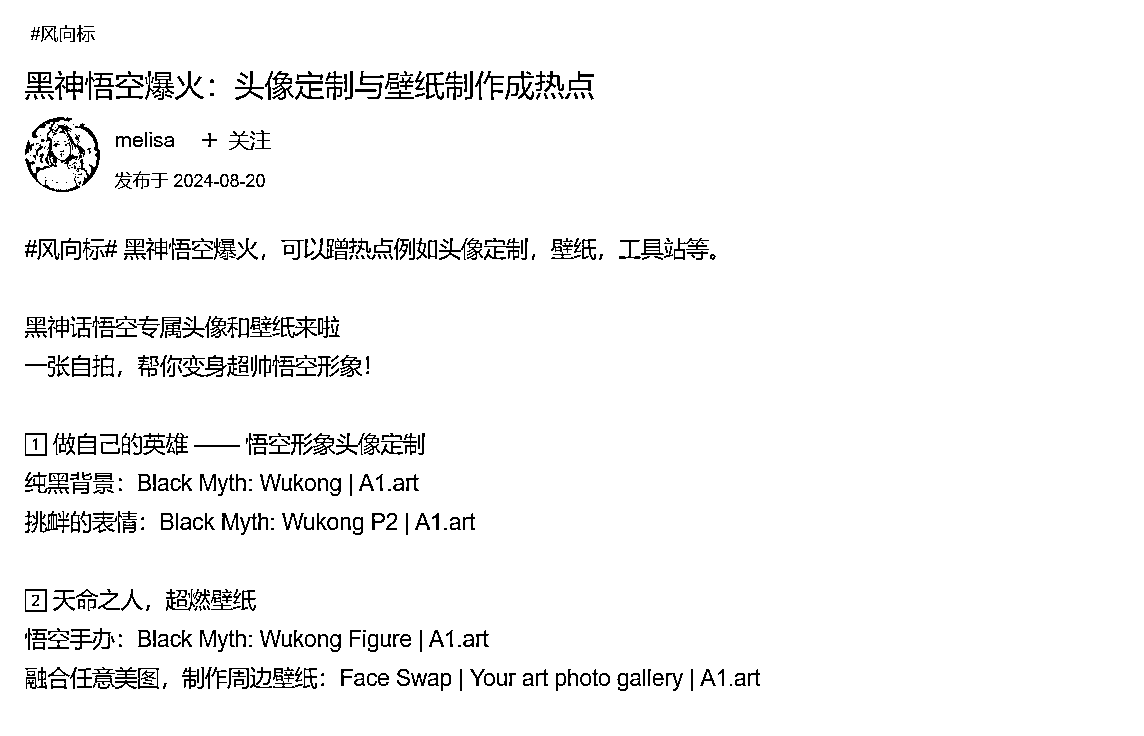 #风向标
黑神悟空爆火：头像定制与壁纸制作成热点
melisa + 关注
发布于 2024-08-20
#风向标# 黑神悟空爆火，可以蹭热点例如头像定制，壁纸，工具站等。
黑神话悟空专属头像和壁纸来啦
一张自拍，帮你变身超帅悟空形象！
1 做自己的英雄 —— 悟空形象头像定制
纯黑背景：Black Myth: Wukong | A1.art
挑衅的表情：Black Myth: Wukong P2 | A1.art
2 天命之人，超燃壁纸
悟空手办：Black Myth: Wukong Figure | A1.art
融合任意美图，制作周边壁纸：Face Swap | Your art photo gallery | A1.art